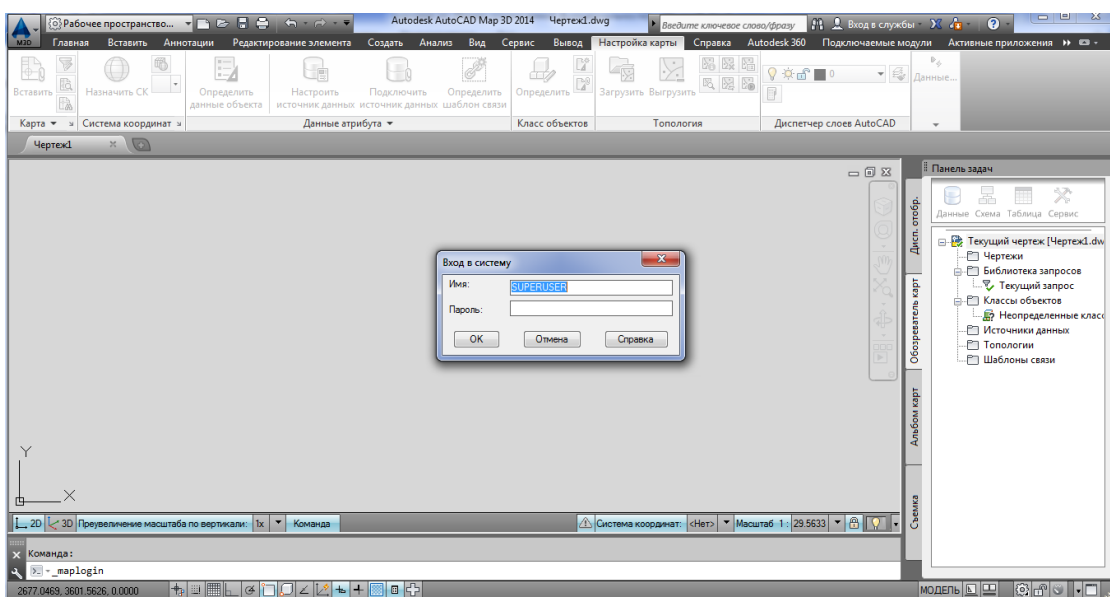 Рабочее пространство...
Autodesk AutoCAD Map 3D 2014 Чертеж1.dwg
Введите ключевое слово/фразу
Вход в службы
M3D
Главная Вставить Аннотации Редактирование элемента Создать Анализ Вид Сервис Вывод Настройка карты Справка Autodesk 360 Подключаемые модули Активные приложения
Вставить
Назначить СК
Определить данные объекта
Настроить источник данных
Подключить источник данных
Определить шаблон связи
Определить
Загрузить Выгрузить
0
Данные...
Карта Система координат Данные атрибута Класс объектов Топология Диспетчер слоев AutoCAD
Чертеж1
Панель задач
Данные Схема Таблица Сервис
Дисп. отобр.
Обозреватель карт
Альбом карт
Съемка
Текущий чертеж [Чертеж1.dw
Чертежи
Библиотека запросов
Текущий запрос
Классы объектов
Неопределенные класс
Источники данных
Топологии
Шаблоны связи
Вход в систему
Имя: SUPERUSER
Пароль:
OK Отмена Справка
Y
X
2D 3D Преувеличение масштаба по вертикали: 1x Команда
Система координат: <Нет> Масштаб 1 : 29.5633
Команда:
_maplogin
2677.0469, 3601.5626, 0.0000
МОДЕЛЬ